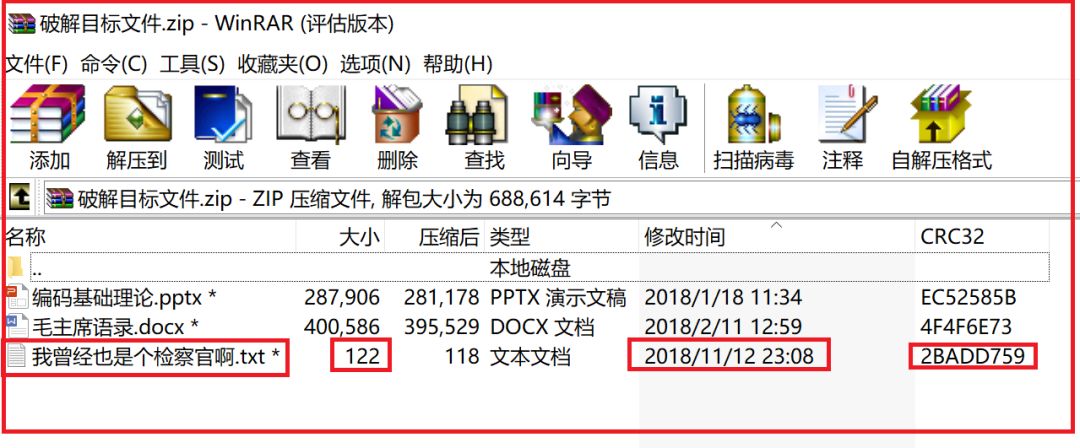 破解目标文件.zip - WinRAR (评估版本)
文件(F) 命令(C) 工具(S) 收藏夹(O) 选项(N) 帮助(H)
添加 解压到 测试 查看 删除 查找 向导 信息 扫描病毒 注释 自解压格式
破解目标文件.zip - ZIP 压缩文件, 解包大小为 688,614 字节
名称 大小 压缩后 类型 修改时间 CRC32
.. 本地磁盘
编码基础理论.pptx * 287,906 281,178 PPTX 演示文稿 2018/1/18 11:34 EC52585B
毛主席语录.docx * 400,586 395,529 DOCX 文档 2018/2/11 12:59 4F4F6E73
我曾经也是个检察官啊.txt * 122 118 文本文档 2018/11/12 23:08 2BADD759